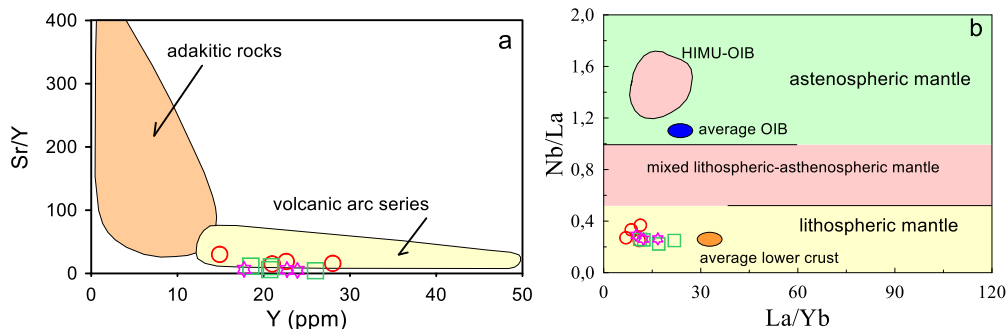 400
300
200
100
0
0
10
20
30
40
50
Sr/Y
Y (ppm)
a
adakitic rocks
volcanic arc series
2,0
1,6
1,2
0,8
0,4
0,0
0
30
60
90
120
Nb/La
La/Yb
b
HIMU-OIB
astenospheric mantle
average OIB
mixed lithospheric-asthenospheric mantle
lithospheric mantle
average lower crust